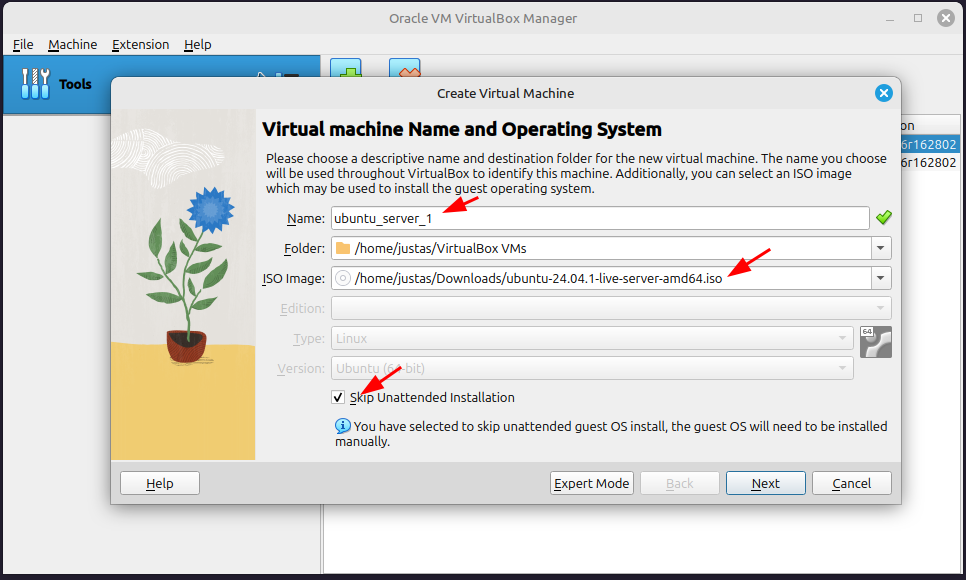 Oracle VM VirtualBox Manager
File Machine Extension Help
Tools
Create Virtual Machine
Virtual machine Name and Operating System
Please choose a descriptive name and destination folder for the new virtual machine. The name you choose
will be used throughout VirtualBox to identify this machine. Additionally, you can select an ISO image
which may be used to install the guest operating system.
Name: ubuntu_server_1
Folder: /home/justas/VirtualBox VMs
ISO Image: /home/justas/Downloads/ubuntu-24.04.1-live-server-amd64.iso
Edition:
Type: Linux
64
Version: Ubuntu (64-bit)
Skip Unattended Installation
You have selected to skip unattended guest OS install, the guest OS will need to be installed
manually.
Help Expert Mode Back Next Cancel
on
6r162802
6r162802